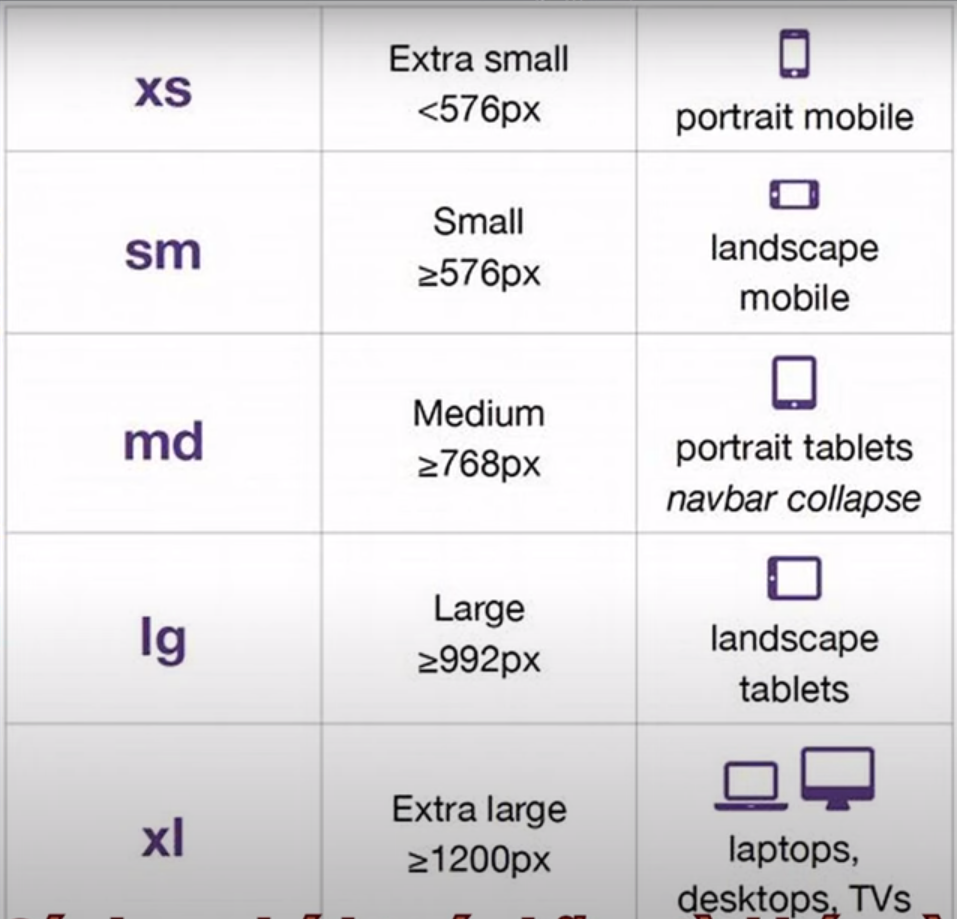 xs
Extra small
<576px
portrait mobile
sm
Small
≥576px
landscape
mobile
md
Medium
≥768px
portrait tablets
navbar collapse
lg
Large
≥992px
landscape
tablets
xl
Extra large
≥1200px
laptops,
desktops, TVs